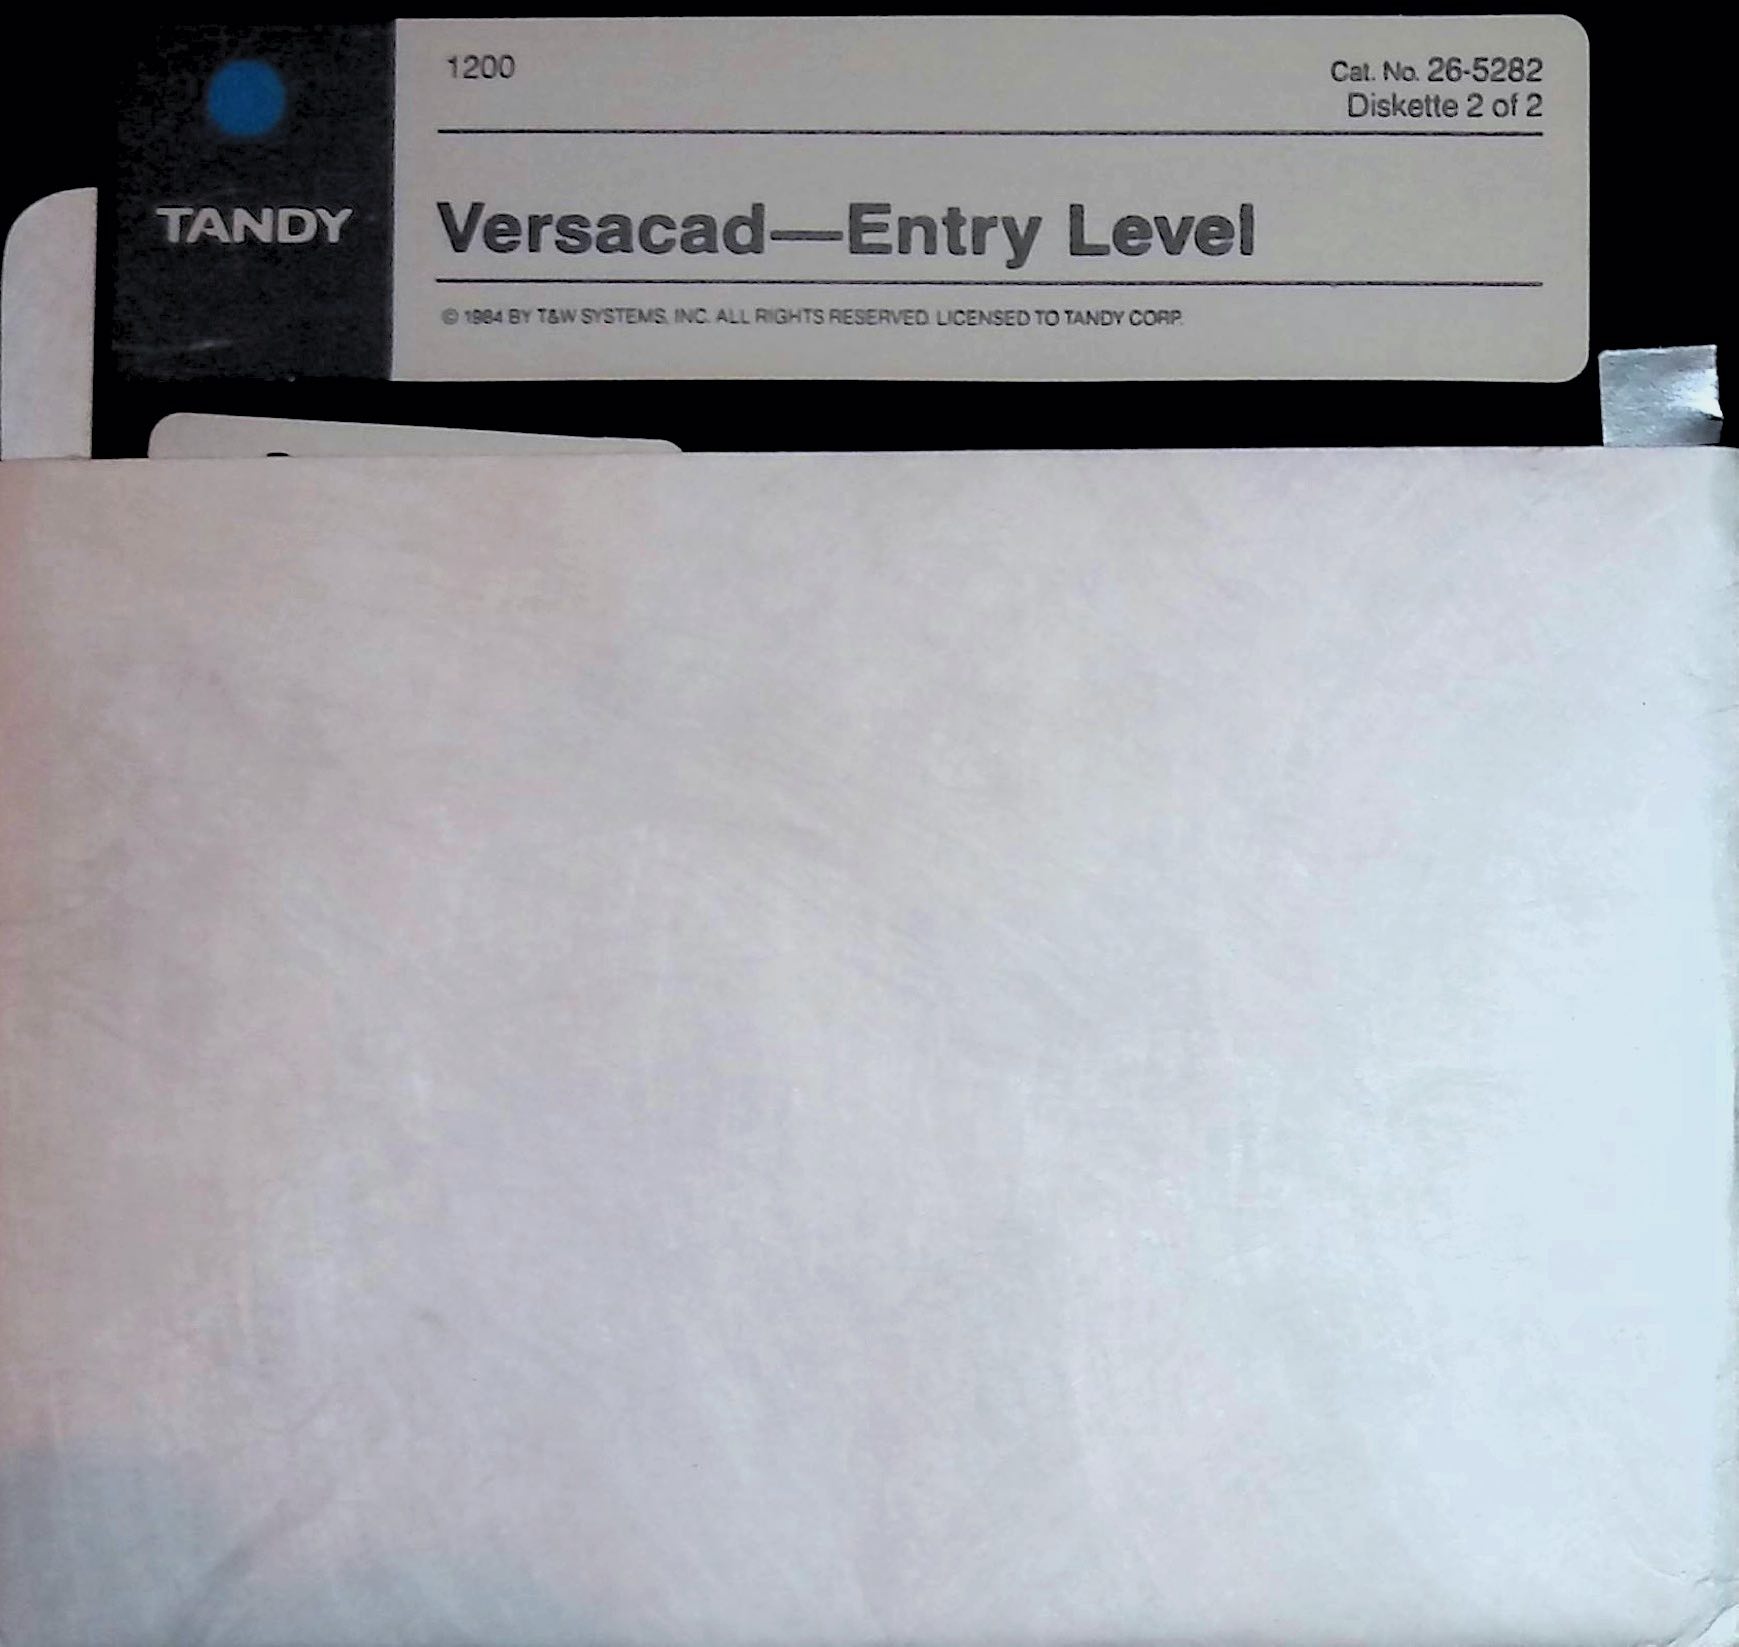 1200
Cat. No. 26-5282
Diskette 2 of 2
TANDY
Versacad—Entry Level
© 1984 BY T&W SYSTEMS, INC. ALL RIGHTS RESERVED. LICENSED TO TANDY CORP.